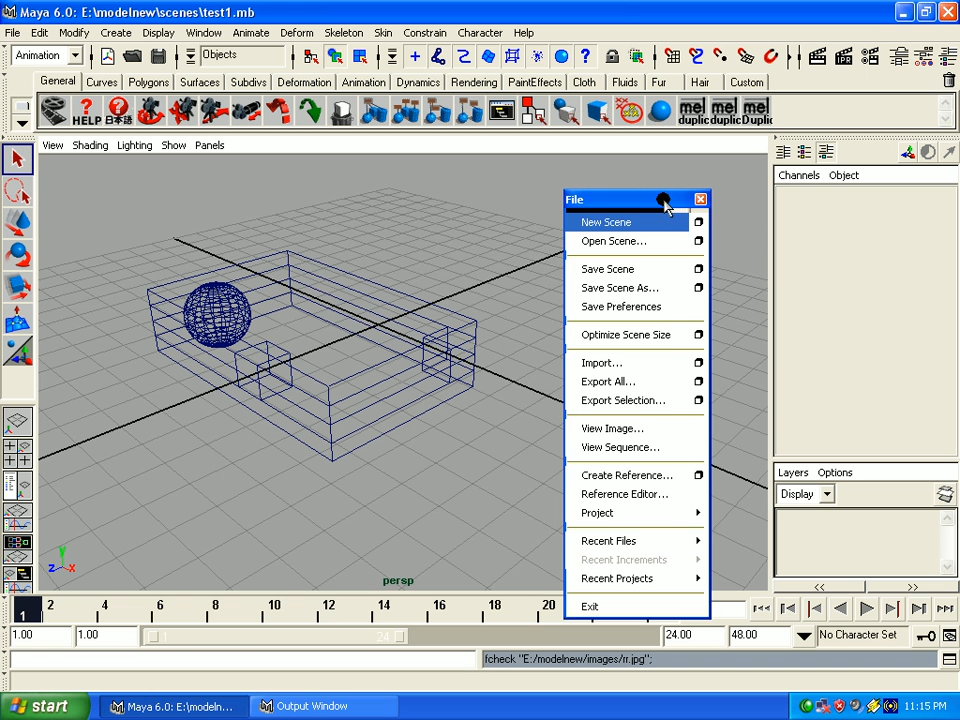 Maya 6.0: E:\modelnew\scenes\test1.mb
File Edit Modify Create Display Window Animate Deform Skeleton Skin Constrain Character Help
Animation Objects
General Curves Polygons Surfaces Subdivs Deformation Animation Dynamics Rendering PaintEffects Cloth Fluids Fur Hair Custom
HELP 日本語 mel mel mel
duplic duplic Duplic
View Shading Lighting Show Panels
Channels Object
File
New Scene
Open Scene...
Save Scene
Save Scene As...
Save Preferences
Optimize Scene Size
Import...
Export All...
Export Selection...
View Image...
View Sequence...
Create Reference...
Reference Editor...
Project
Recent Files
Recent Increments
Recent Projects
Exit
Layers Options
Display
y
z x
persp
1 2 4 6 8 10 12 14 16 18 20
1.00 1.00 1 24 24.00 48.00 No Character Set
fcheck "E:/modelnew/images/rr.jpg";
start Maya 6.0: E:\modeln... Output Window 11:15 PM